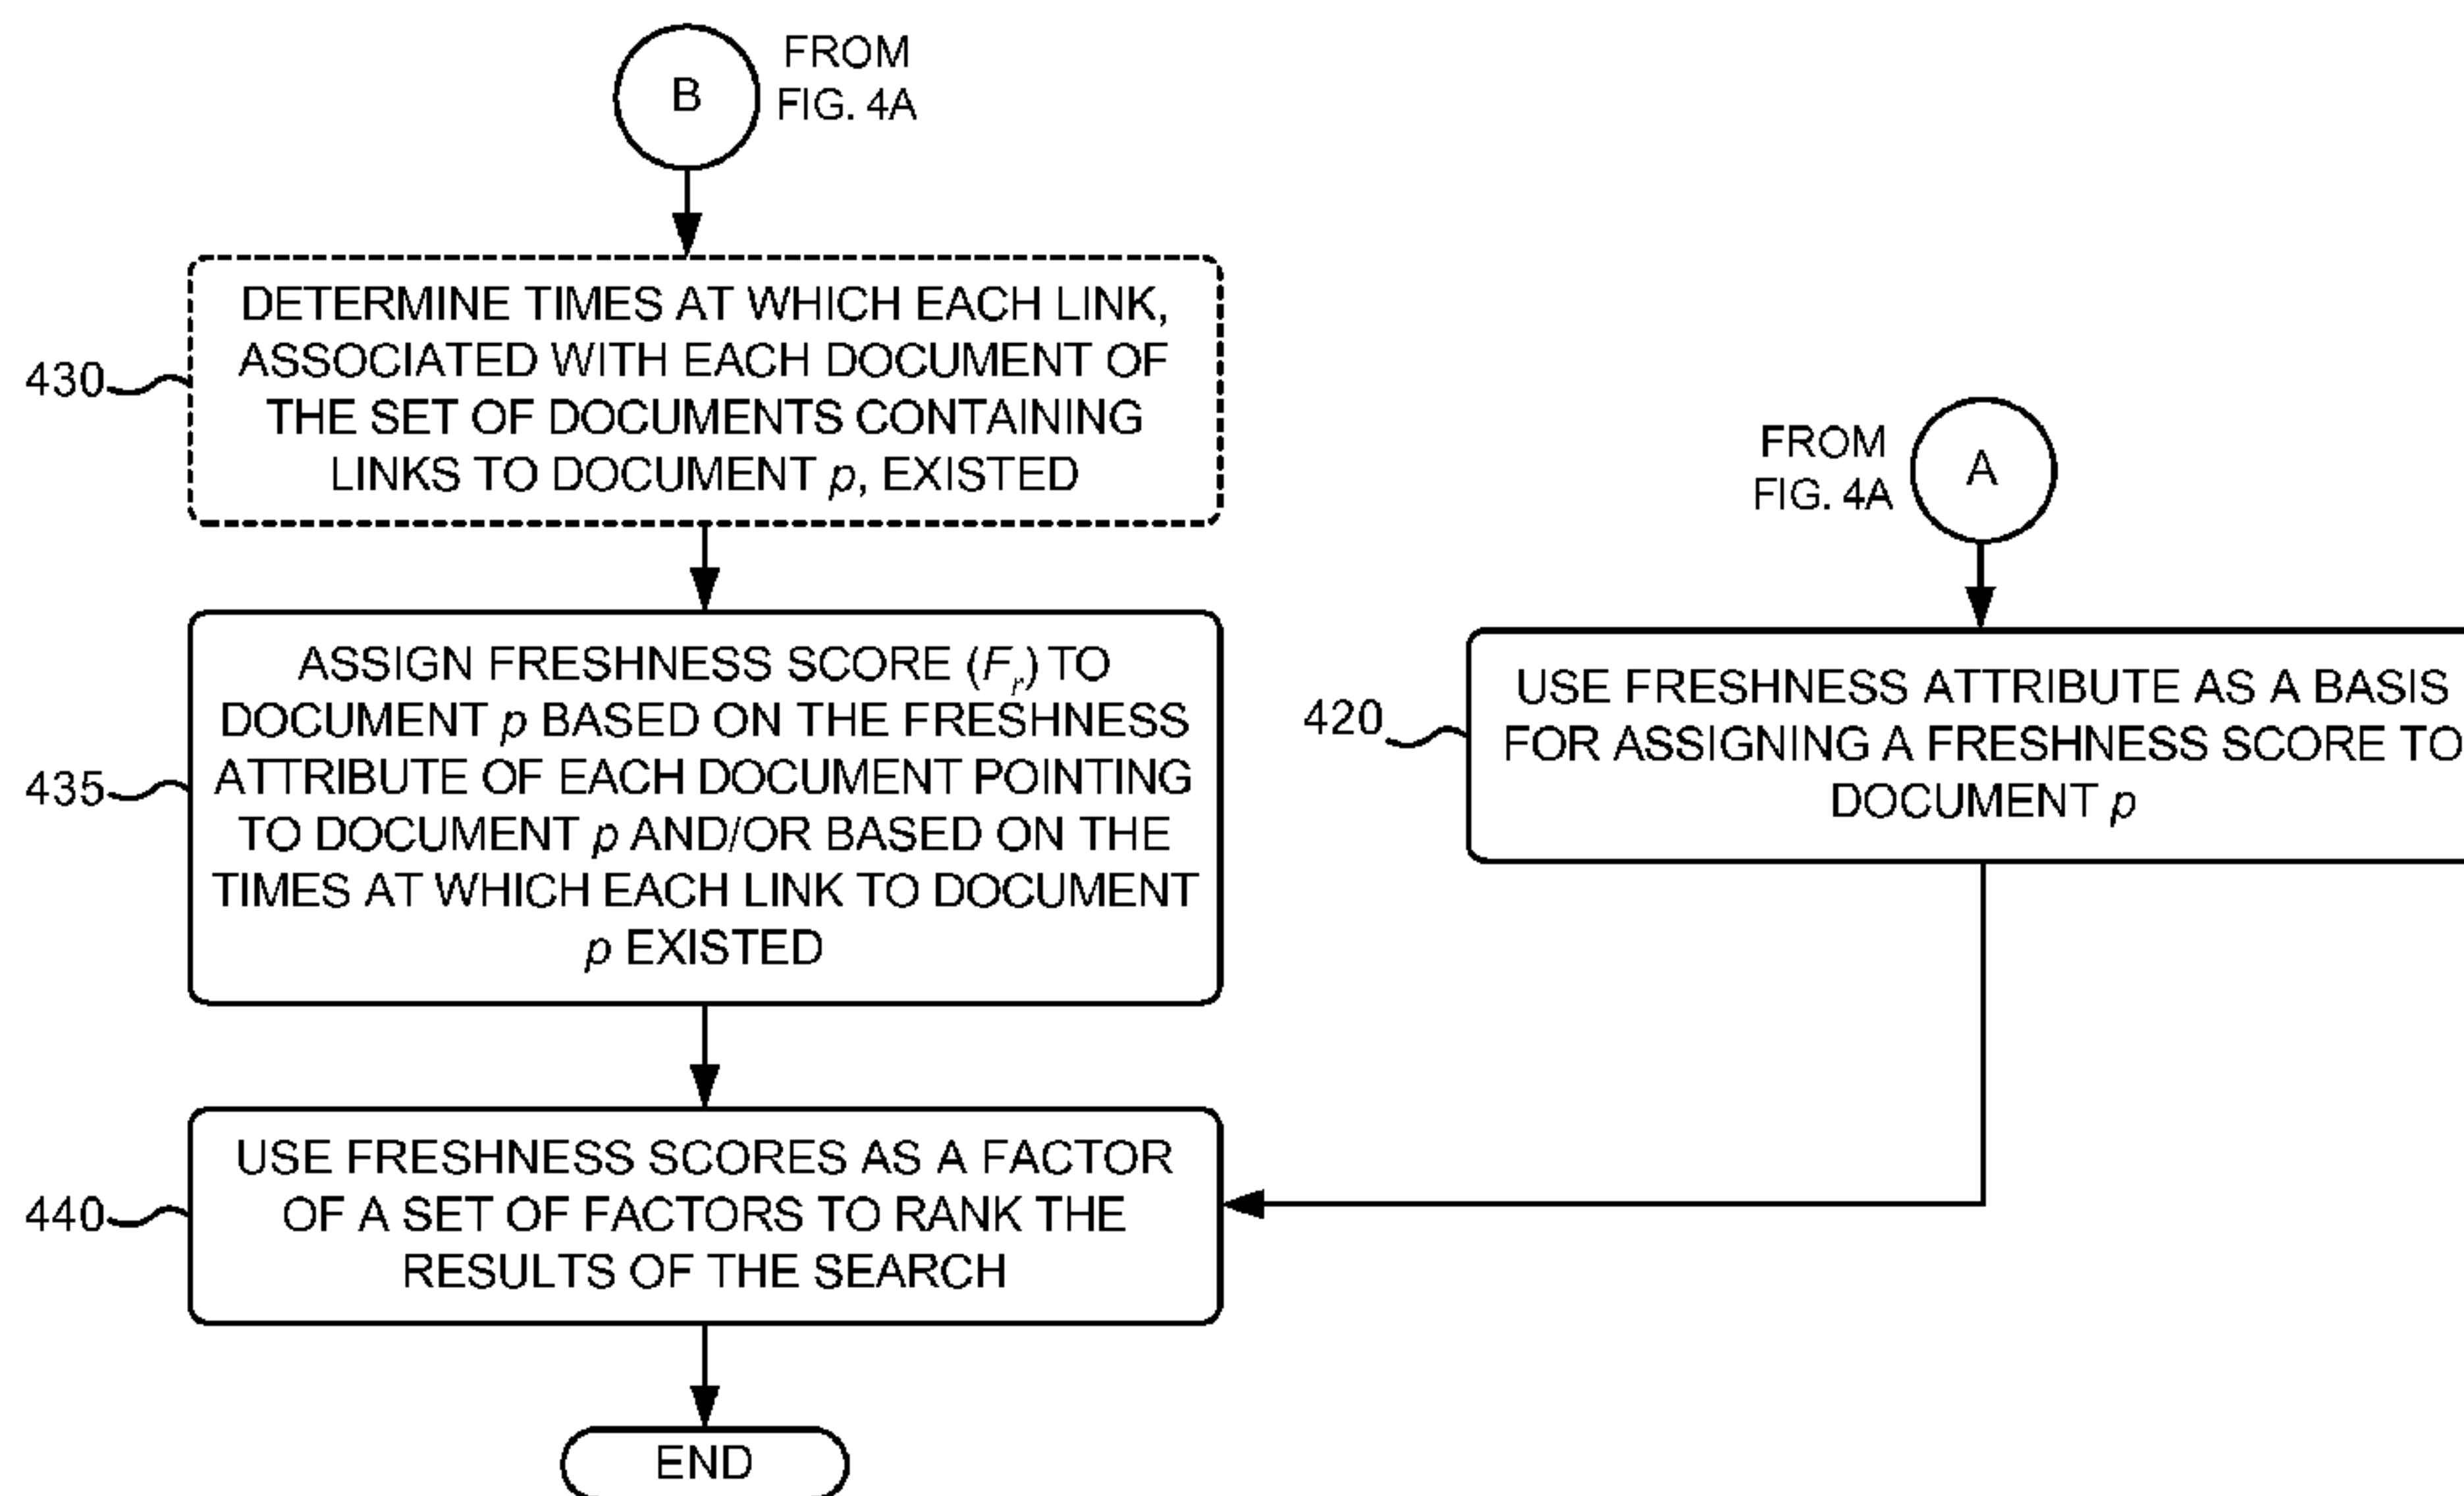 B
FROM
FIG. 4A
430
DETERMINE TIMES AT WHICH EACH LINK,
ASSOCIATED WITH EACH DOCUMENT OF
THE SET OF DOCUMENTS CONTAINING
LINKS TO DOCUMENT p, EXISTED
435
ASSIGN FRESHNESS SCORE (Fr) TO
DOCUMENT p BASED ON THE FRESHNESS
ATTRIBUTE OF EACH DOCUMENT POINTING
TO DOCUMENT p AND/OR BASED ON THE
TIMES AT WHICH EACH LINK TO DOCUMENT
p EXISTED
FROM
FIG. 4A
A
420
USE FRESHNESS ATTRIBUTE AS A BASIS
FOR ASSIGNING A FRESHNESS SCORE TO
DOCUMENT p
440
USE FRESHNESS SCORES AS A FACTOR
OF A SET OF FACTORS TO RANK THE
RESULTS OF THE SEARCH
END